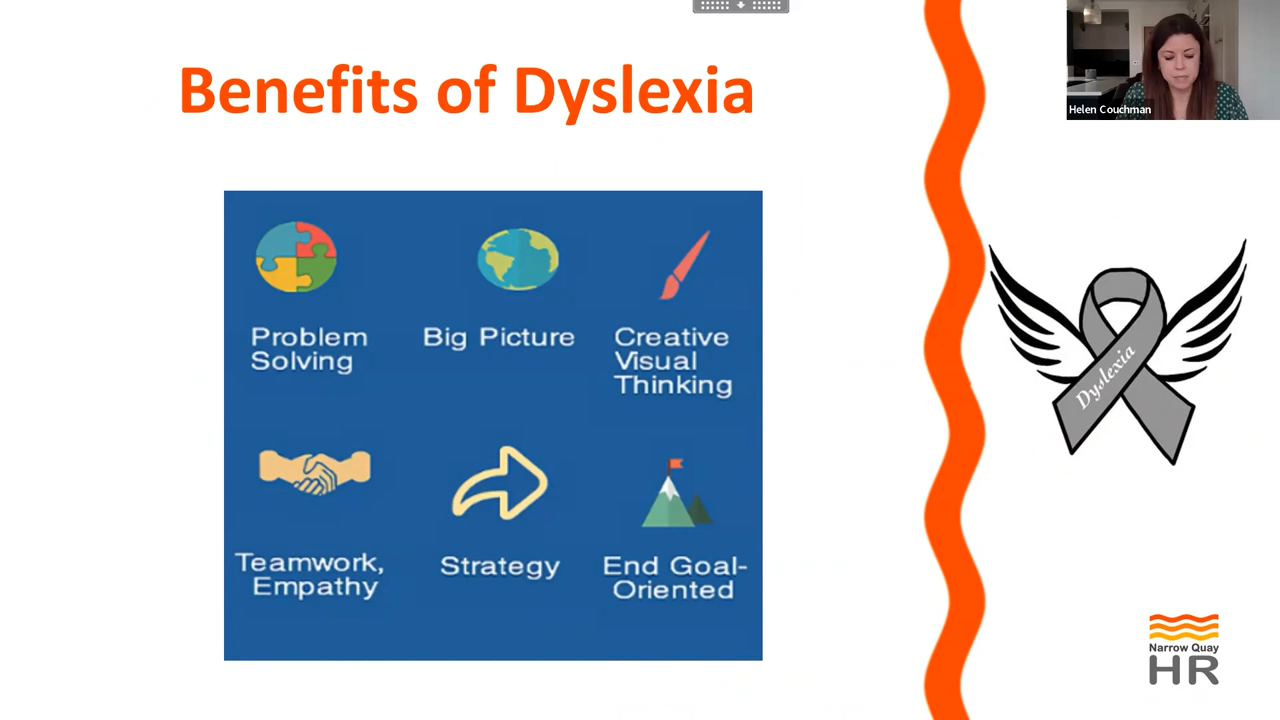 Benefits of Dyslexia
Helen Couchman
Problem
Solving
Big Picture
Creative
Visual
Thinking
Teamwork,
Empathy
Strategy
End Goal-
Oriented
Dyslexia
Narrow Quay
HR